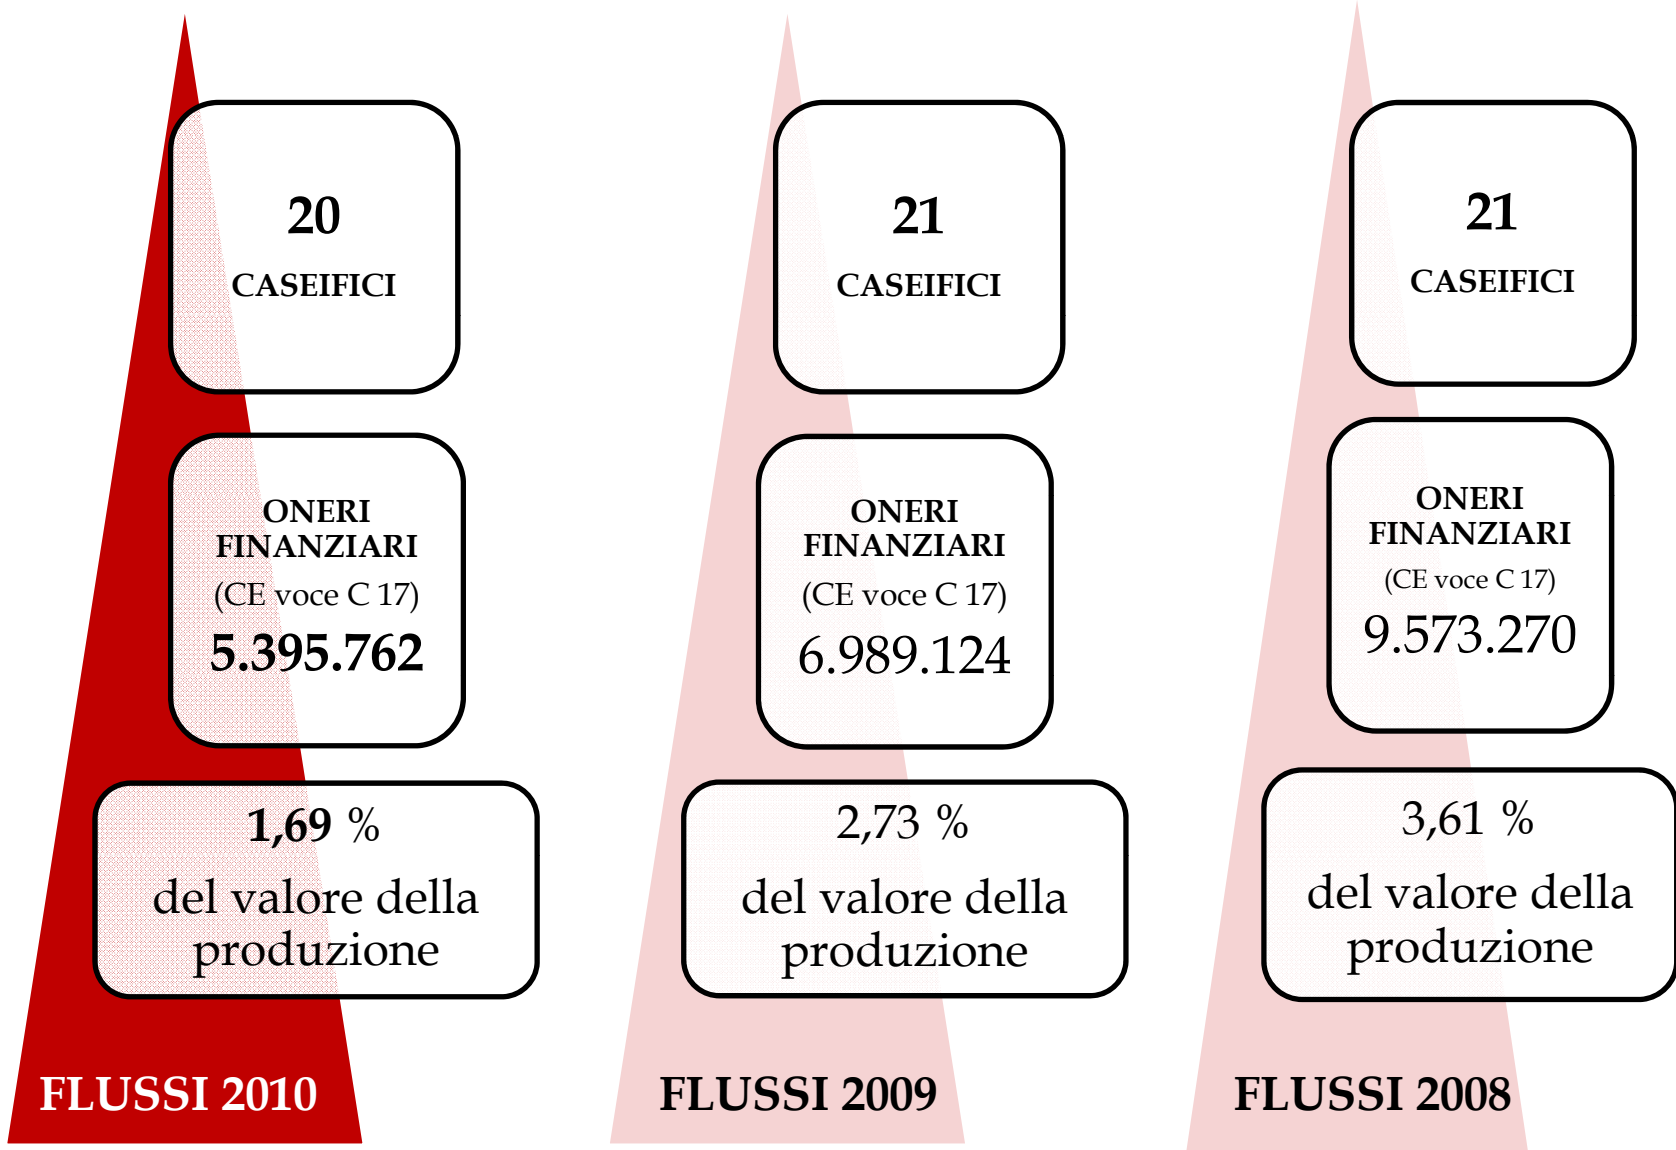 20
CASEIFICI
ONERI
FINANZIARI
(CE voce C 17)
5.395.762
1,69 %
del valore della
produzione
FLUSSI 2010
21
CASEIFICI
ONERI
FINANZIARI
(CE voce C 17)
6.989.124
2,73 %
del valore della
produzione
FLUSSI 2009
21
CASEIFICI
ONERI
FINANZIARI
(CE voce C 17)
9.573.270
3,61 %
del valore della
produzione
FLUSSI 2008